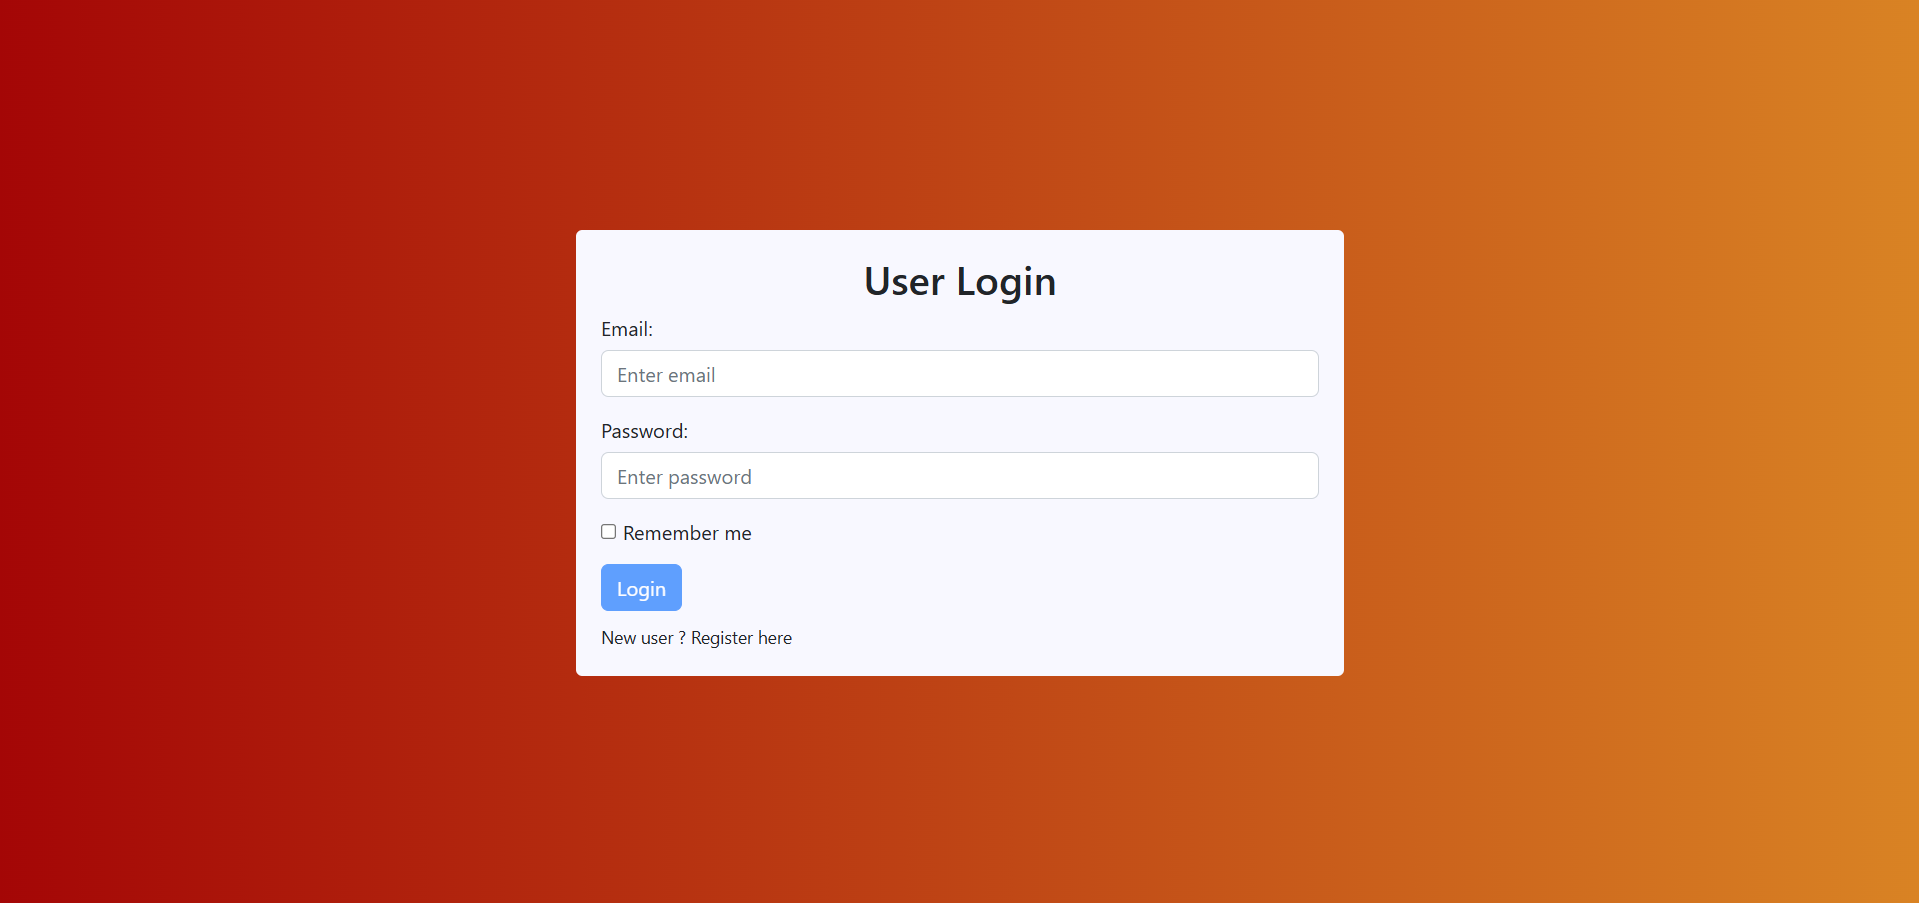 User Login
Email:
Enter email
Password:
Enter password
Remember me
Login
New user ? Register here